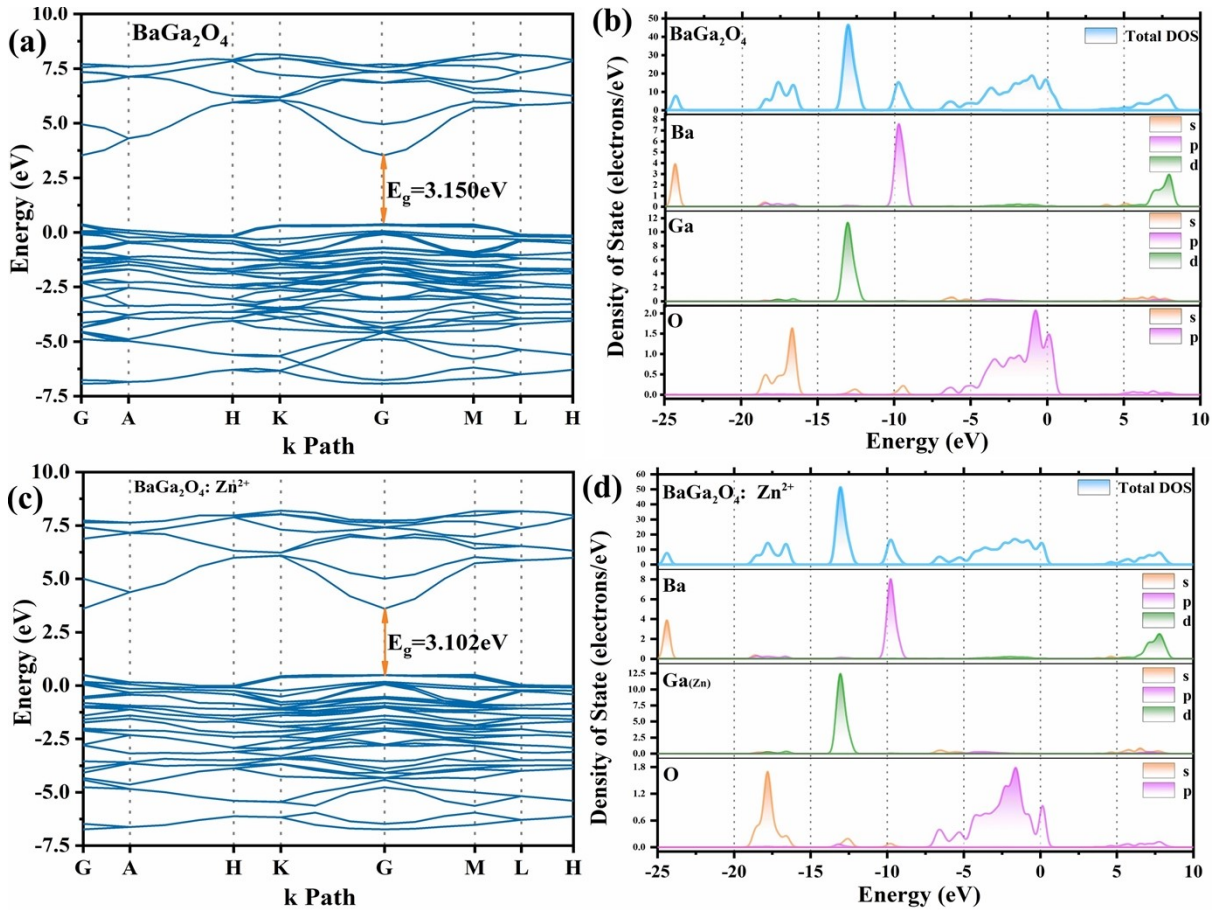 (a)
BaGa₂O₄
10.0
7.5
5.0
2.5
0.0
-2.5
-5.0
-7.5
Energy (eV)
E_g=3.150eV
G A H K G M L H
k Path
(b)
BaGa₂O₄
Total DOS
50
40
30
20
10
0
Ba
s
p
d
8
7
6
5
4
3
2
1
0
Ga
s
p
d
12
10
8
6
4
2
0
O
s
p
2.0
1.5
1.0
0.5
0.0
Density of State (electrons/eV)
-25 -20 -15 -10 -5 0 5 10
Energy (eV)
(c)
BaGa₂O₄: Zn²⁺
10.0
7.5
5.0
2.5
0.0
-2.5
-5.0
-7.5
Energy (eV)
E_g=3.102eV
G A H K G M L H
k Path
(d)
BaGa₂O₄: Zn²⁺
Total DOS
60
50
40
30
20
10
0
Ba
s
p
d
8
6
4
2
0
Ga(Zn)
s
p
d
12.5
10.0
7.5
5.0
2.5
0.0
O
s
p
1.8
1.2
0.6
0.0
Density of State (electrons/eV)
-25 -20 -15 -10 -5 0 5 10
Energy (eV)